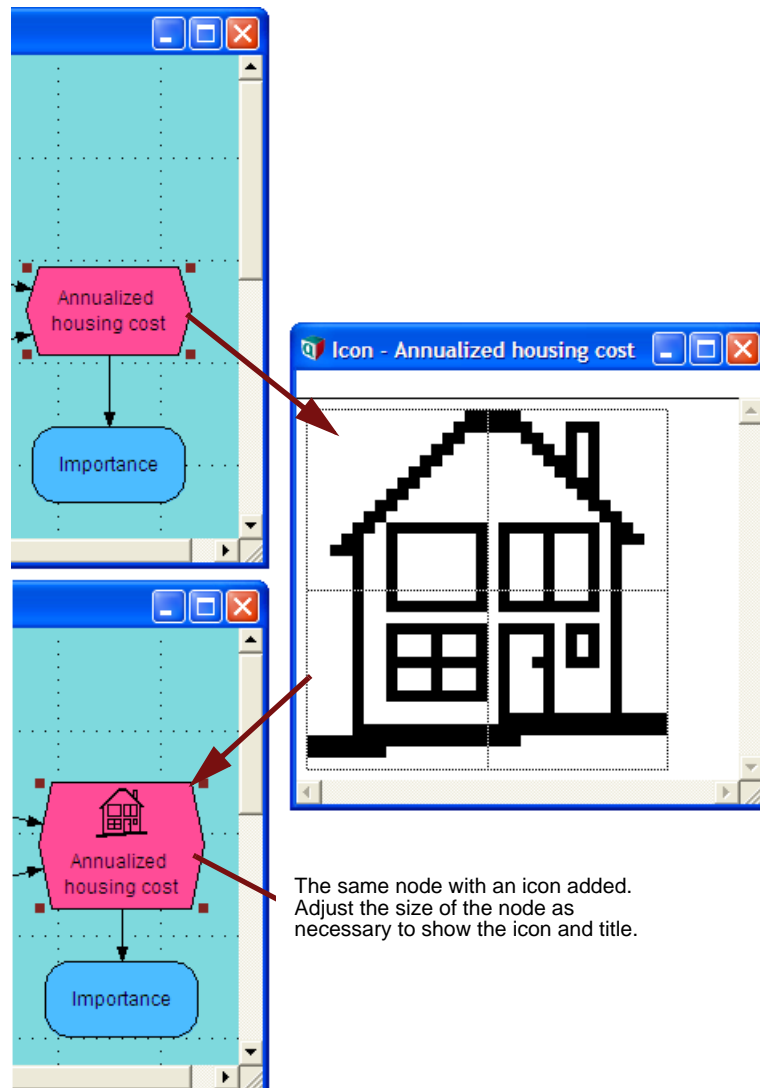 Annualized
housing cost
Importance
Icon - Annualized housing cost
Annualized
housing cost
Importance
The same node with an icon added.
Adjust the size of the node as
necessary to show the icon and title.